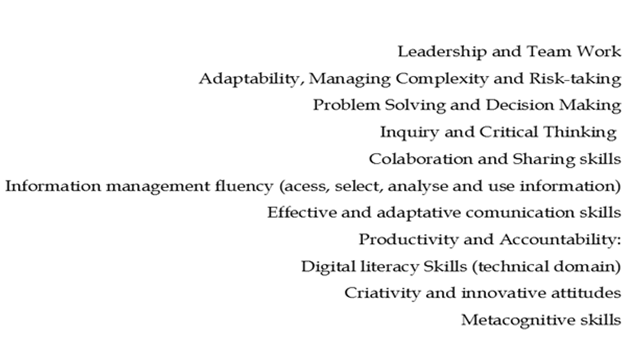 Leadership and Team Work
Adaptability, Managing Complexity and Risk-taking
Problem Solving and Decision Making
Inquiry and Critical Thinking
Colaboration and Sharing skills
Information management fluency (acess, select, analyse and use information)
Effective and adaptative comunication skills
Productivity and Accountability:
Digital literacy Skills (technical domain)
Criativity and innovative attitudes
Metacognitive skills